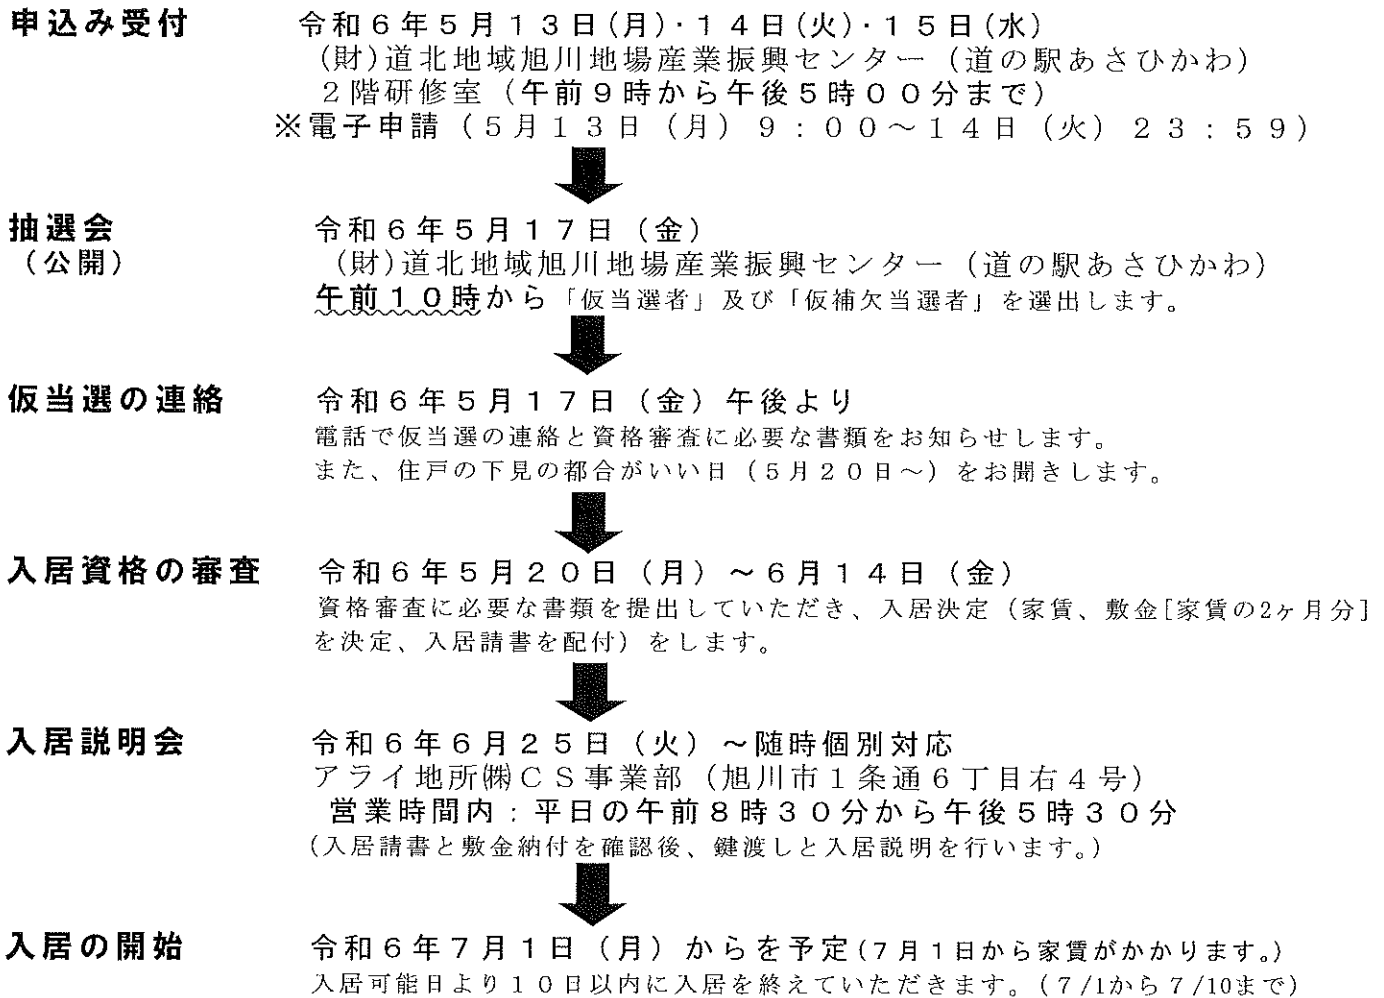 申込み受付 令和6年5月13日(月)・14日(火)・15日(水)
(財)道北地域旭川地場産業振興センター(道の駅あさひかわ)
2階研修室(午前9時から午後5時00分まで)
※電子申請(5月13日(月)9:00~14日(火)23:59)
抽選会 令和6年5月17日(金)
(公開) (財)道北地域旭川地場産業振興センター(道の駅あさひかわ)
午前10時から「仮当選者」及び「仮補欠当選者」を選出します。
仮当選の連絡 令和6年5月17日(金)午後より
電話で仮当選の連絡と資格審査に必要な書類をお知らせします。
また、住戸の下見の都合がいい日(5月20日~)をお聞きします。
入居資格の審査 令和6年5月20日(月)~6月14日(金)
資格審査に必要な書類を提出していただき、入居決定(家賃、敷金[家賃の2ヶ月分]
を決定、入居請書を配付)をします。
入居説明会 令和6年6月25日(火)~随時個別対応
アライ地所㈱CS事業部(旭川市1条通6丁目右4号)
営業時間内:平日の午前8時30分から午後5時30分
(入居請書と敷金納付を確認後、鍵渡しと入居説明を行います。)
入居の開始 令和6年7月1日(月)からを予定(7月1日から家賃がかかります。)
入居可能日より10日以内に入居を終えていただきます。(7/1から7/10まで)